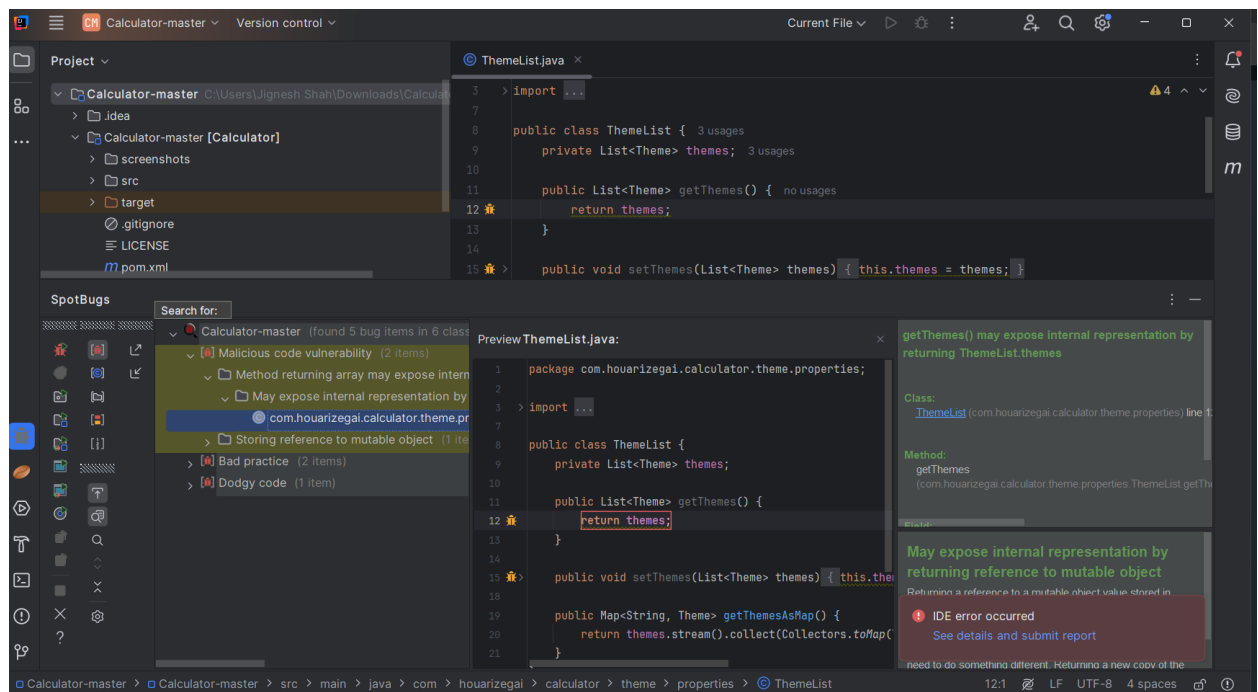 CM Calculator-master Version control Current File
Project
ThemeList.java
Calculator-master C:\Users\Jignesh Shah\Downloads\Calculat
.idea
Calculator-master [Calculator]
screenshots
src
target
.gitignore
LICENSE
pom.xml
3 import ...
4
7
8 public class ThemeList { 3 usages
9 private List<Theme> themes; 3 usages
10
11 public List<Theme> getThemes() { no usages
12 return themes;
13 }
14
15 public void setThemes(List<Theme> themes) { this.themes = themes; }
m
SpotBugs
Search for:
Calculator-master (found 5 bug items in 6 class
Malicious code vulnerability (2 items)
Method returning array may expose intern
May expose internal representation by
com.houarizegai.calculator.theme.pr
Storing reference to mutable object (1 ite
Bad practice (2 items)
Dodgy code (1 item)
Preview ThemeList.java:
1 package com.houarizegai.calculator.theme.properties;
2
3 import ...
7
8 public class ThemeList {
9 private List<Theme> themes;
10
11 public List<Theme> getThemes() {
12 return themes;
13 }
14
15 public void setThemes(List<Theme> themes) { this.the
18
19 public Map<String, Theme> getThemesAsMap() {
20 return themes.stream().collect(Collectors.toMap(
21 }
getThemes() may expose internal representation by
returning ThemeList.themes
Class:
ThemeList (com.houarizegai.calculator.theme.properties) line 1
Method:
getThemes
(com.houarizegai.calculator.theme.properties.ThemeList.getTh
Field:
May expose internal representation by
returning reference to mutable object
Returning a reference to a mutable object value stored in
IDE error occurred
See details and submit report
need to do something different. Returning a new copy of the
Calculator-master > Calculator-master > src > main > java > com > houarizegai > calculator > theme > properties > ThemeList 12:1 LF UTF-8 4 spaces